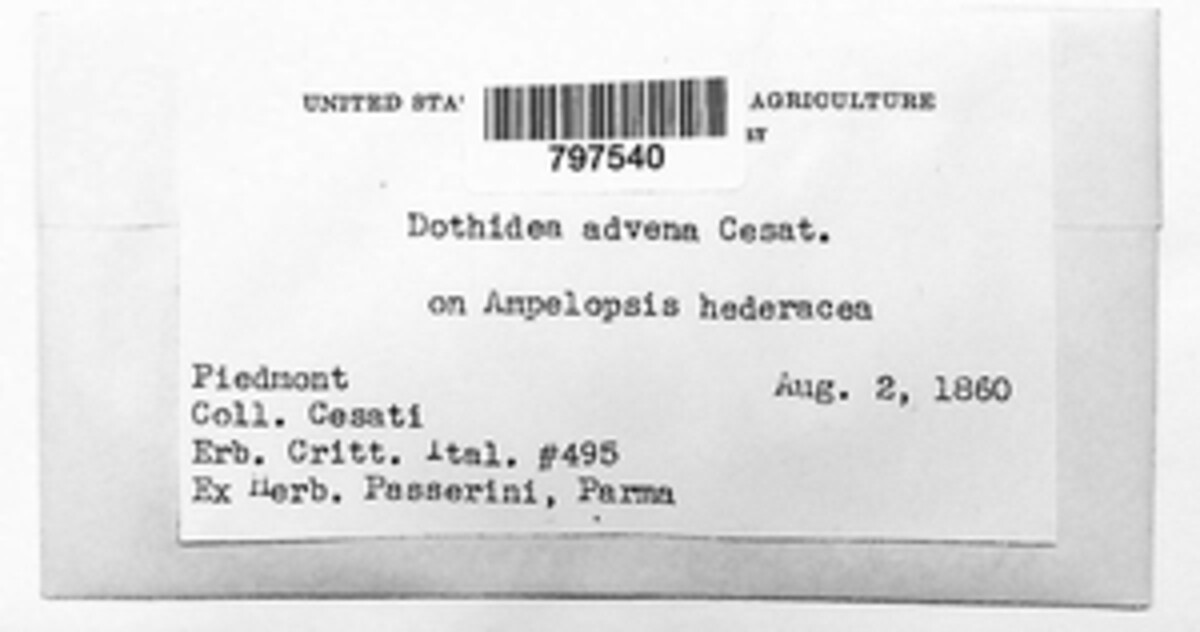 UNITED STA
AGRICULTURE
797540
Dothidea advena Cesat.
on Ampelopsis hederacea
Piedmont
Aug. 2, 1860
Coll. Cesati
Erb. Critt. Ital. #495
Ex Herb. Passerini, Parma